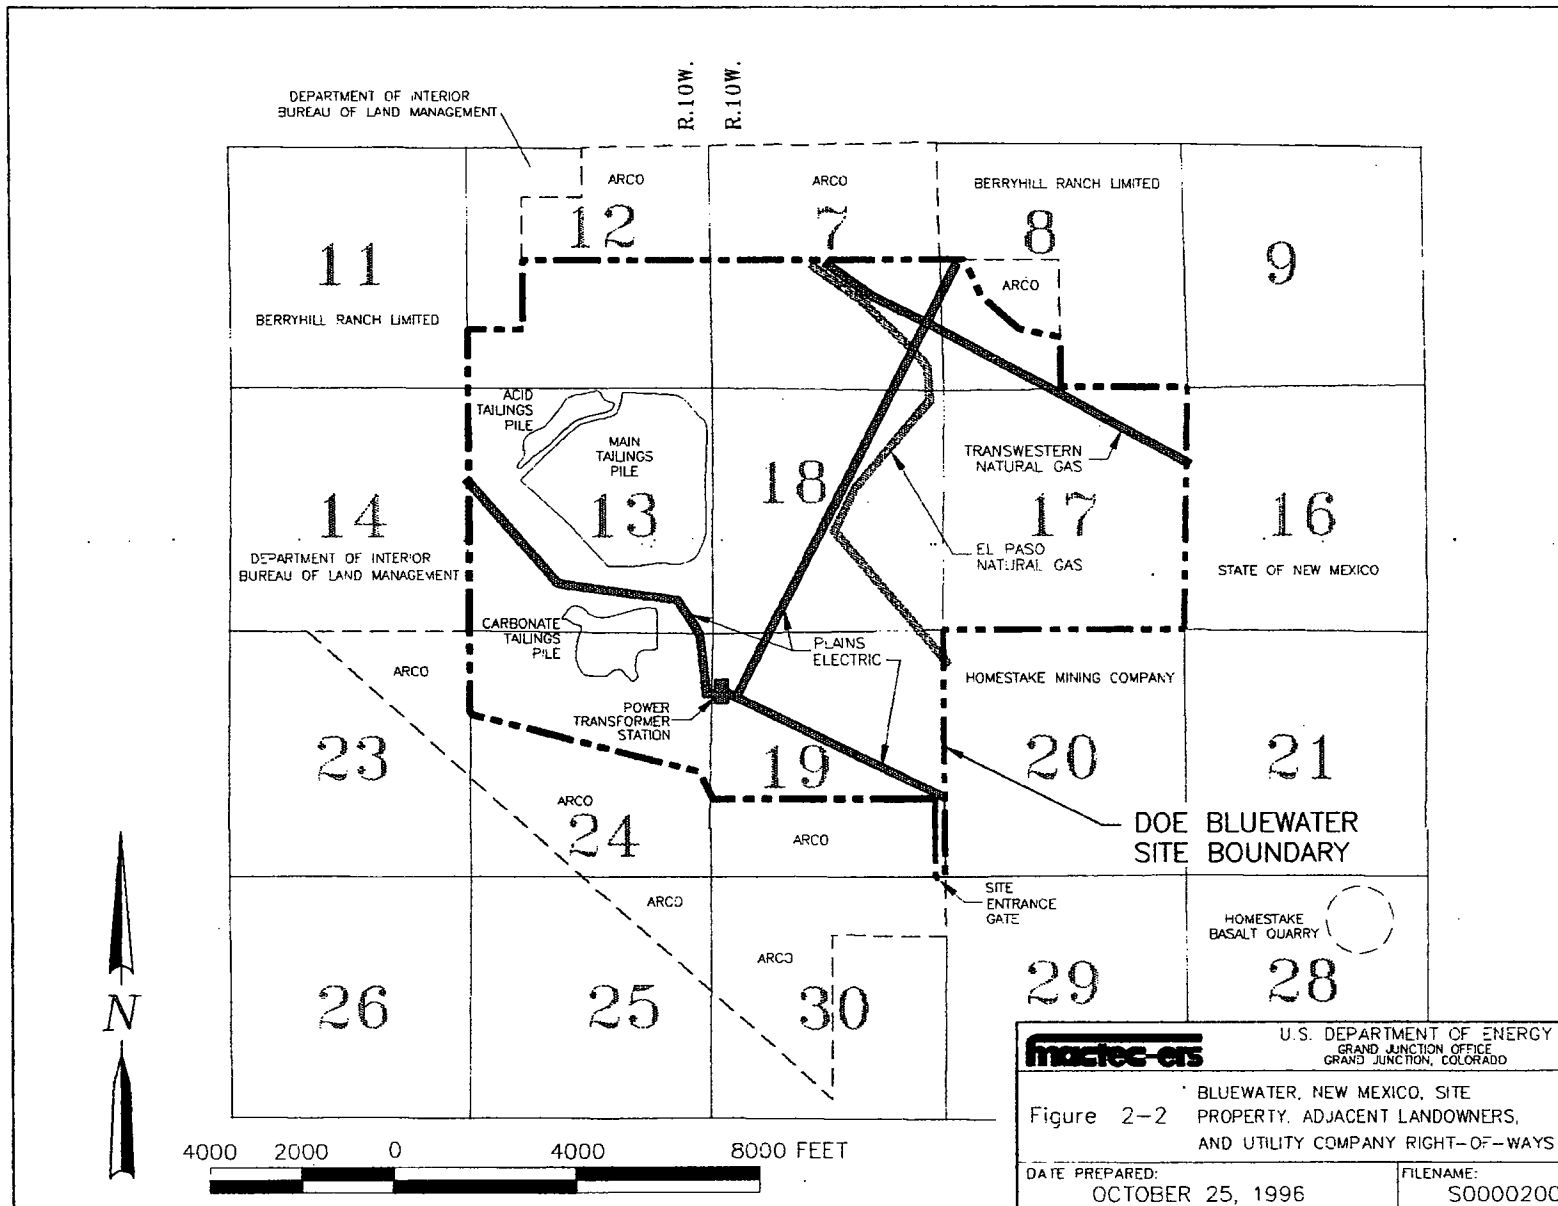 R.10W.
R.10W.
DEPARTMENT OF INTERIOR
BUREAU OF LAND MANAGEMENT
ARCO
ARCO
BERRYHILL RANCH LIMITED
12
7
8
11
9
ARCO
BERRYHILL RANCH LIMITED
ACID
TAILINGS
PILE
MAIN
TAILINGS
PILE
TRANSWESTERN
NATURAL GAS
14
13
18
17
16
DEPARTMENT OF INTERIOR
BUREAU OF LAND MANAGEMENT
EL PASO
NATURAL GAS
STATE OF NEW MEXICO
CARBONATE
TAILINGS
PILE
PLAINS
ELECTRIC
ARCO
HOMESTAKE MINING COMPANY
POWER
TRANSFORMER
STATION
23
19
20
21
ARCO
24
ARCO
DOE BLUEWATER
SITE BOUNDARY
ARCO
SITE
ENTRANCE
GATE
HOMESTAKE
BASALT QUARRY
ARCO
26
25
30
29
28
N
4000 2000 0 4000 8000 FEET
mactec-ers
U.S. DEPARTMENT OF ENERGY
GRAND JUNCTION OFFICE
GRAND JUNCTION, COLORADO
Figure 2-2
BLUEWATER, NEW MEXICO, SITE
PROPERTY, ADJACENT LANDOWNERS,
AND UTILITY COMPANY RIGHT-OF-WAYS
DATE PREPARED:
OCTOBER 25, 1996
FILENAME:
S0000200